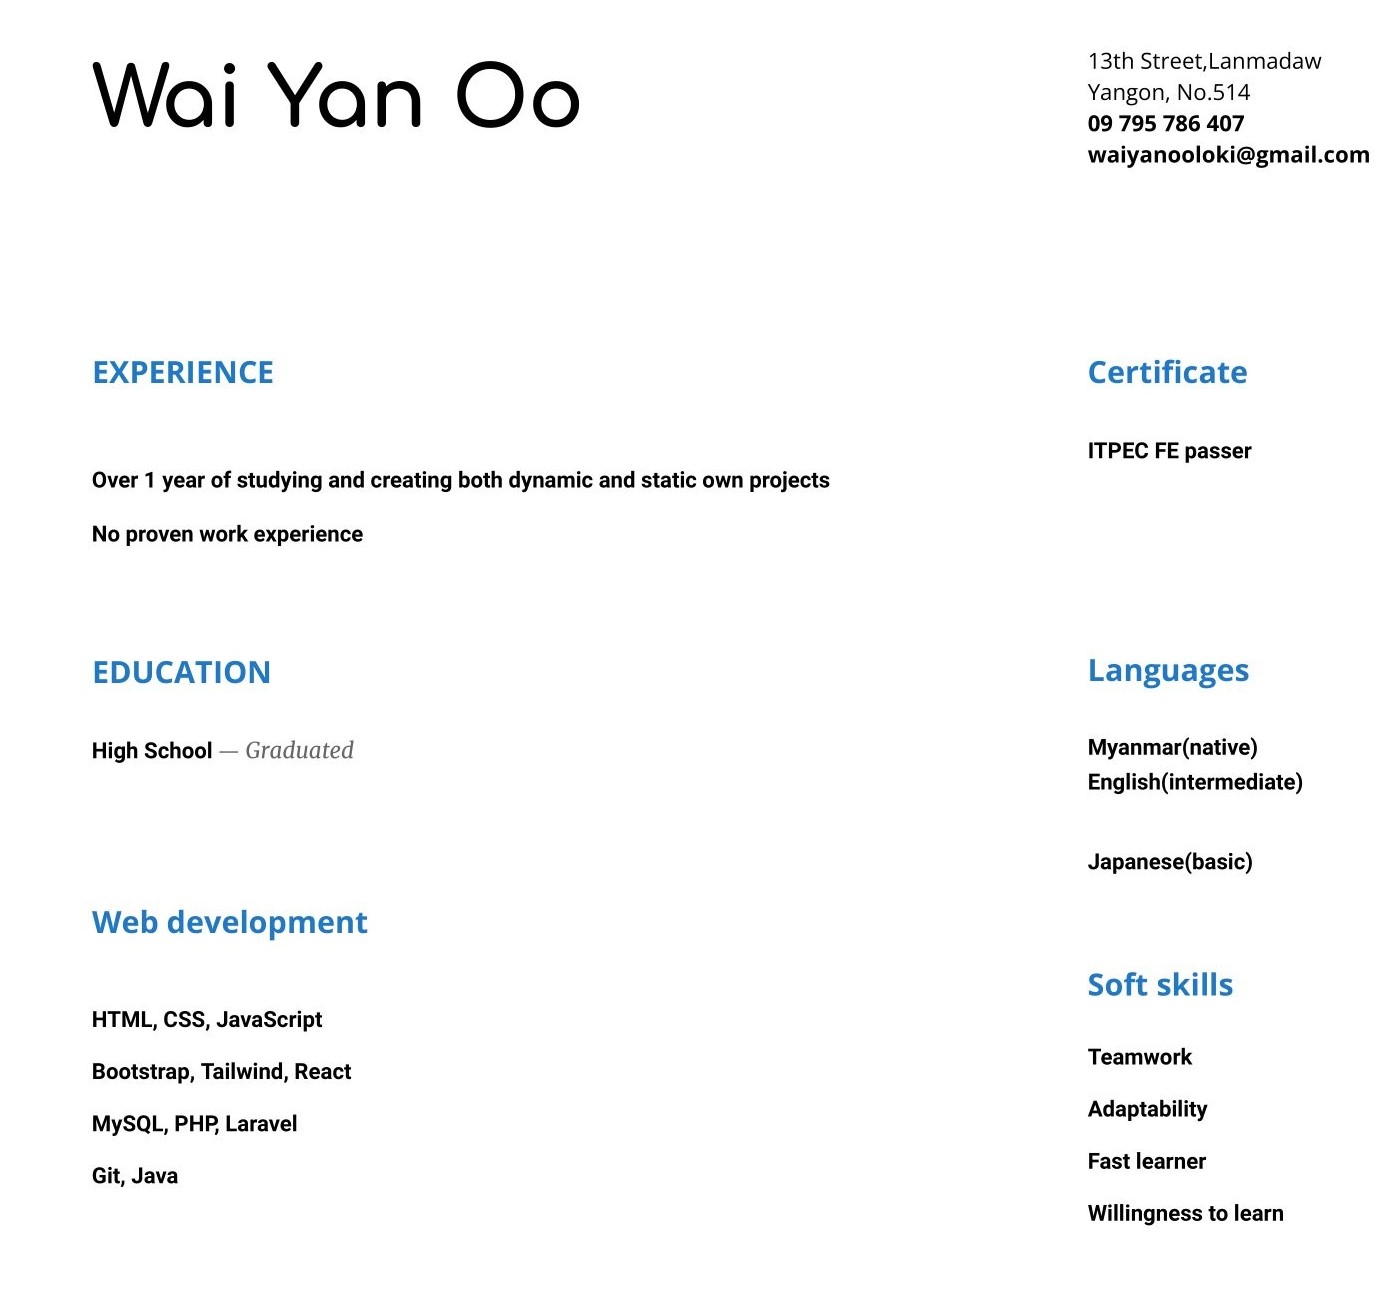 Wai Yan Oo
13th Street,Lanmadaw
Yangon, No.514
09 795 786 407
waiyanooloki@gmail.com
EXPERIENCE
Over 1 year of studying and creating both dynamic and static own projects
No proven work experience
EDUCATION
High School — Graduated
Web development
HTML, CSS, JavaScript
Bootstrap, Tailwind, React
MySQL, PHP, Laravel
Git, Java
Certificate
ITPEC FE passer
Languages
Myanmar(native)
English(intermediate)
Japanese(basic)
Soft skills
Teamwork
Adaptability
Fast learner
Willingness to learn